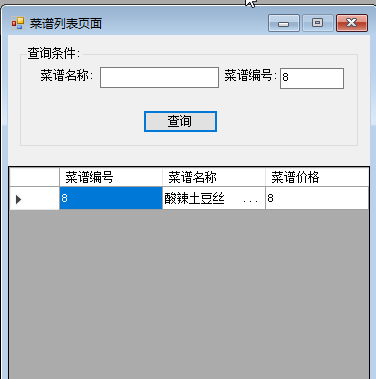 菜谱列表页面
查询条件:
菜谱名称: 菜谱编号: 8
查询
菜谱编号 菜谱名称 菜谱价格
8 酸辣土豆丝 ... 8